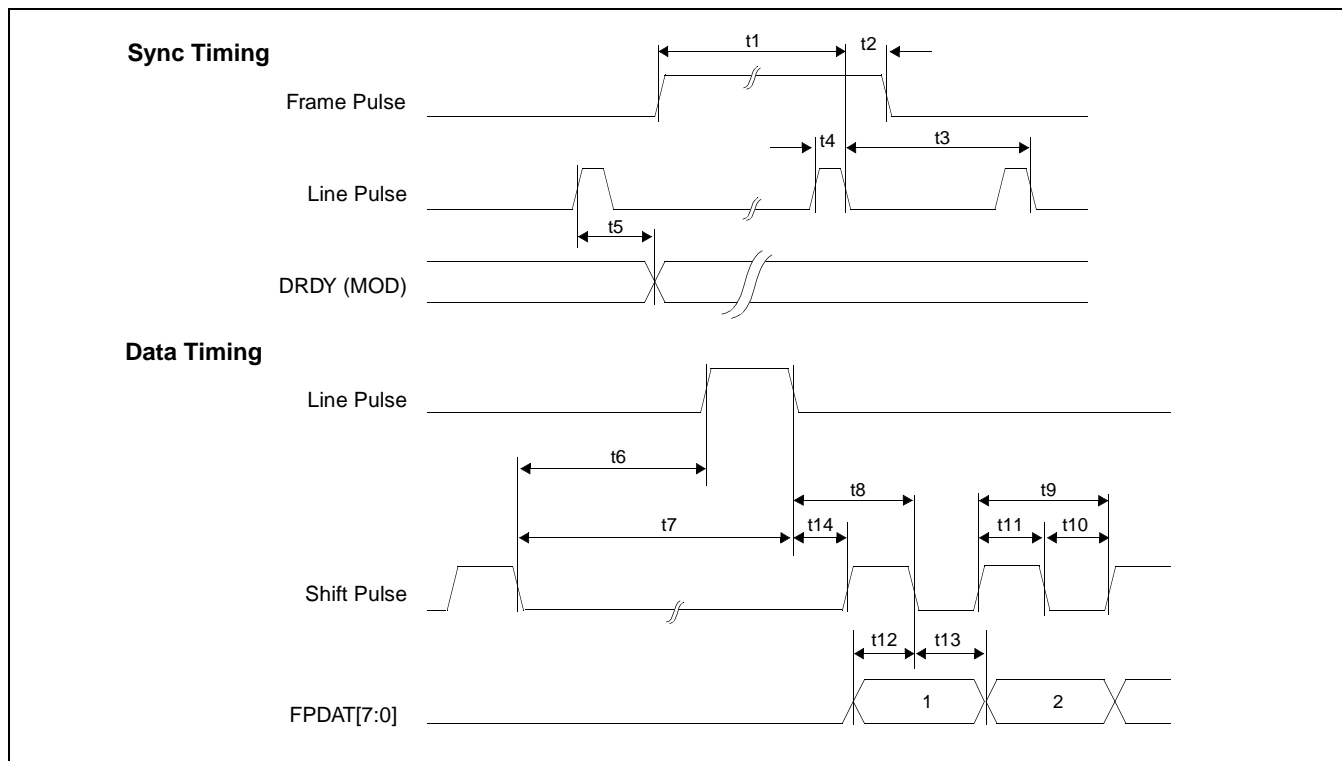 Sync Timing
t1
t2
Frame Pulse
t4
t3
Line Pulse
t5
DRDY (MOD)
Data Timing
Line Pulse
t6
t8
t9
t7
t14
t11
t10
Shift Pulse
t12
t13
FPDAT[7:0]
1
2